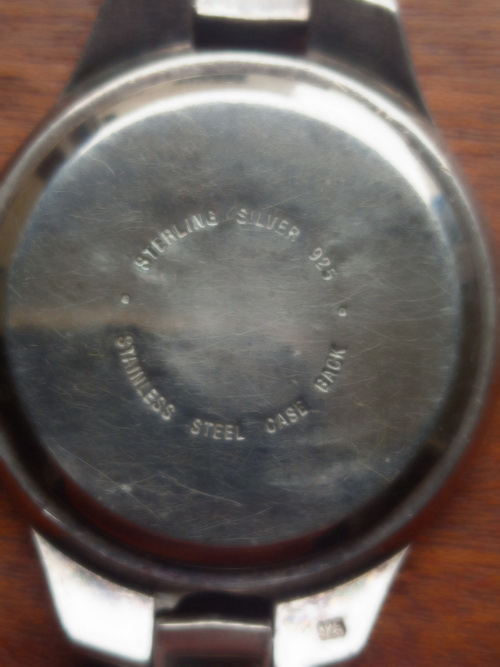 STERLING SILVER 925
STAINLESS STEEL CASE BACK
925